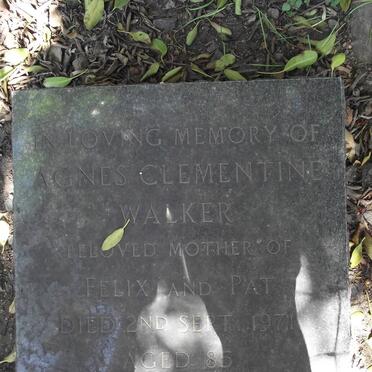 IN LOVING MEMORY OF
AGNES CLEMENTINE
WALKER
BELOVED MOTHER OF
FELIX AND PAT
DIED 2ND SEPT. 1971
AGED 85